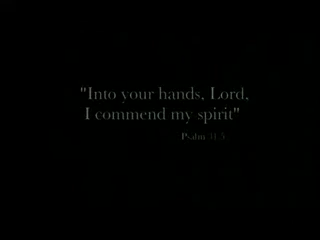 "Into your hands, Lord,
I commend my spirit"
Psalm 31:5